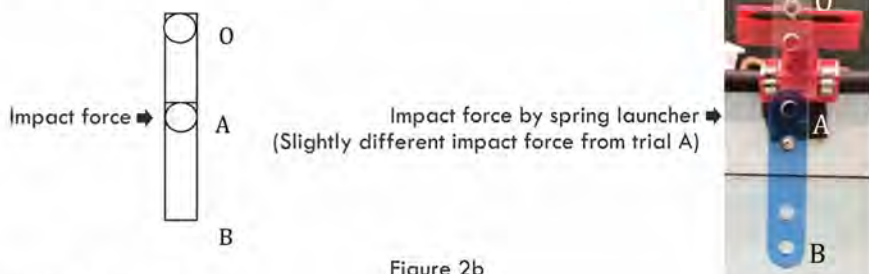 O
O
Impact force
A
Impact force by spring launcher
(Slightly different impact force from trial A)
A
B
B
Figure 2b